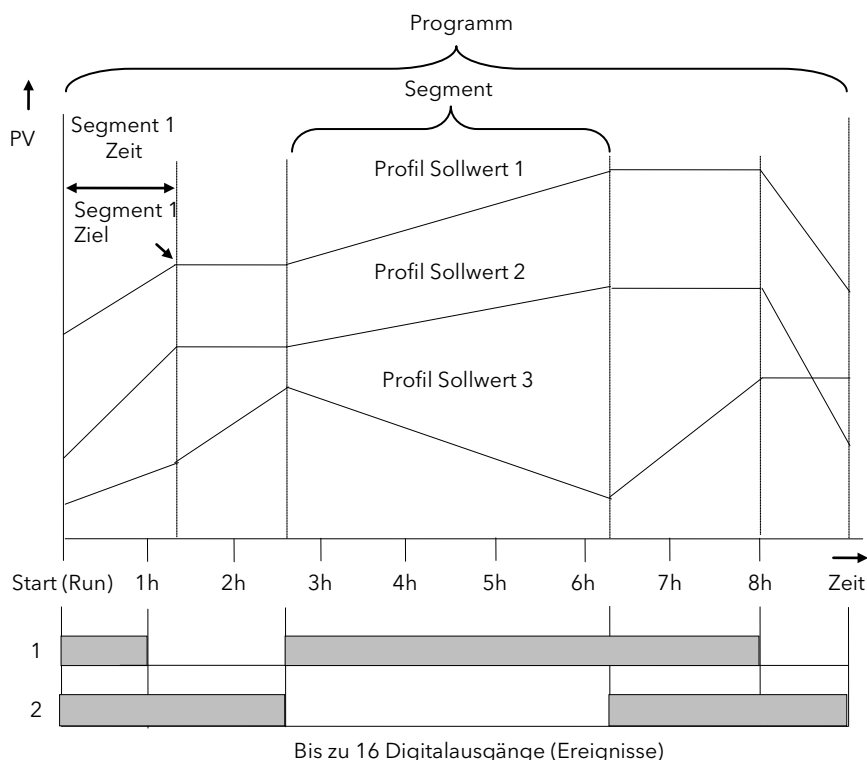 Programm
Segment
PV
Segment 1
Zeit
Profil Sollwert 1
Segment 1
Ziel
Profil Sollwert 2
Profil Sollwert 3
Start (Run) 1h 2h 3h 4h 5h 6h 7h 8h Zeit
1
2
Bis zu 16 Digitalausgänge (Ereignisse)